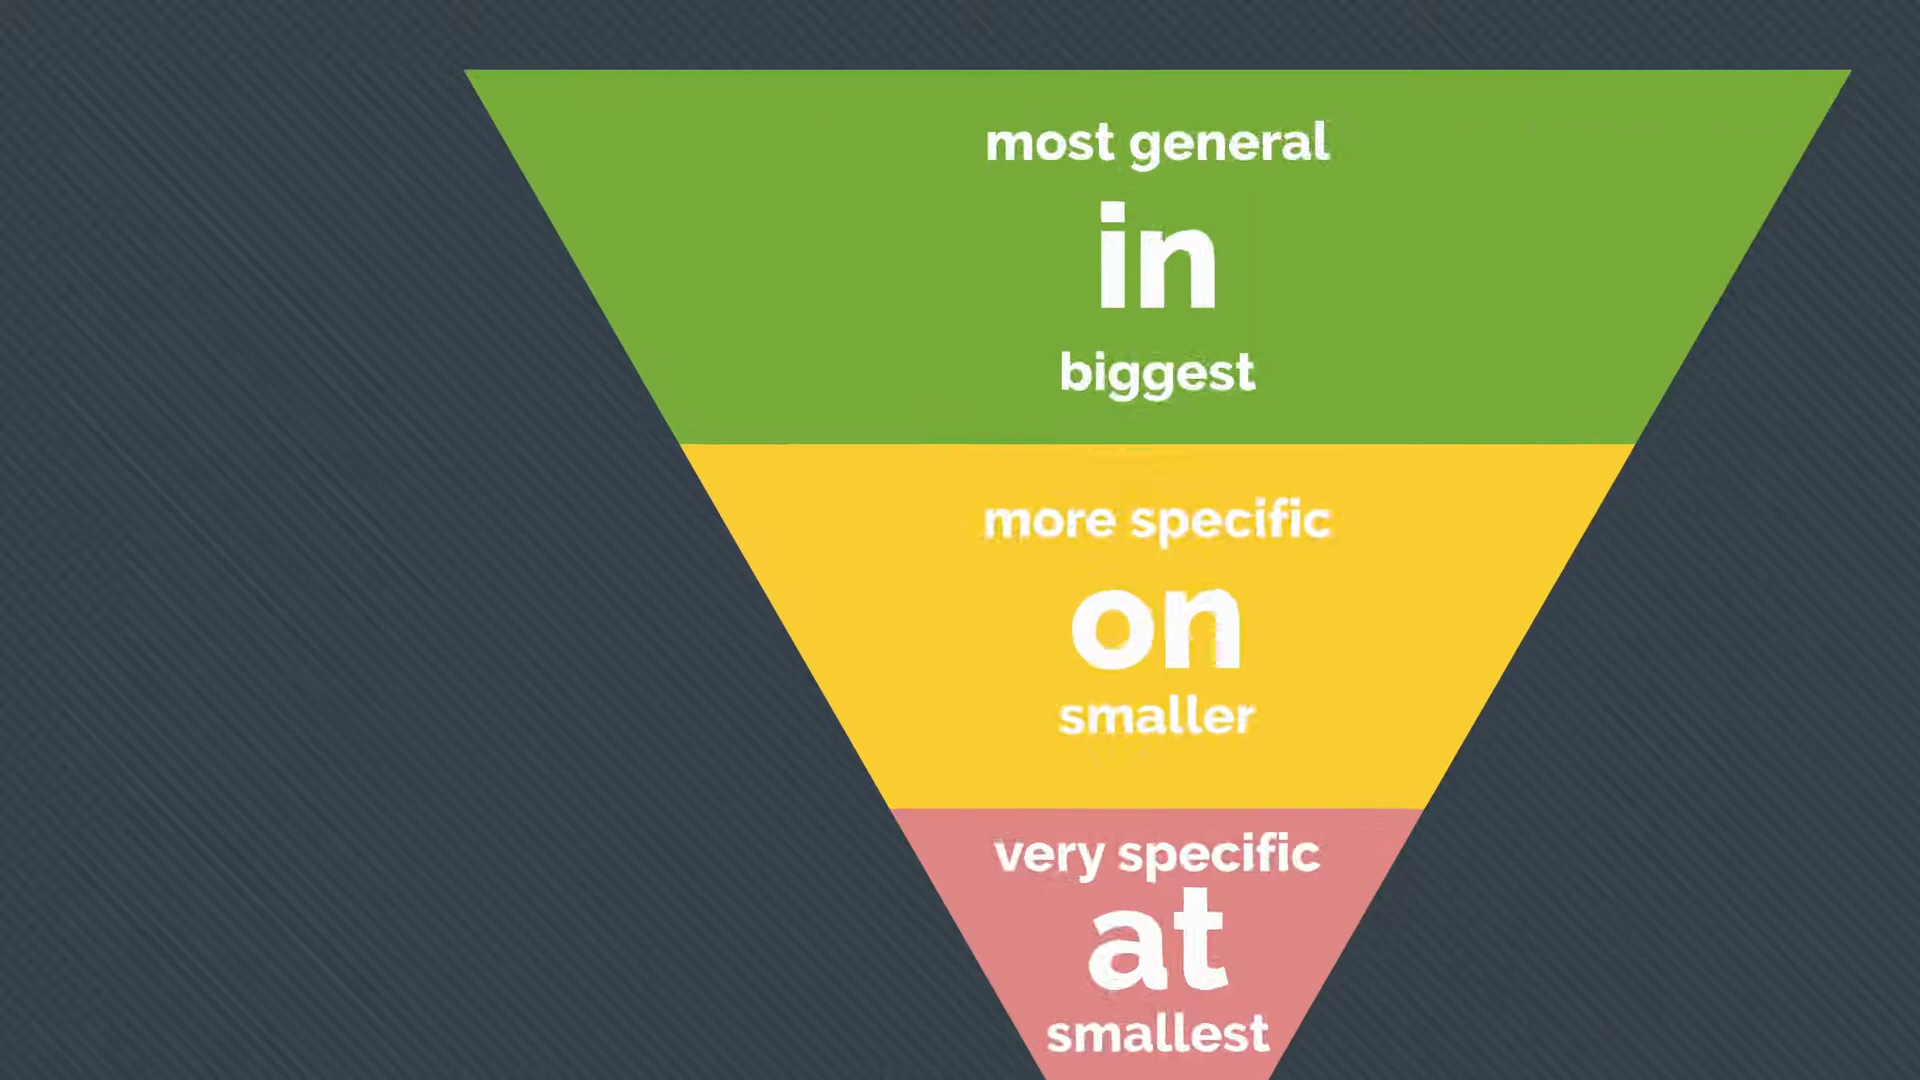 most general
in
biggest
more specific
on
smaller
very specific
at
smallest